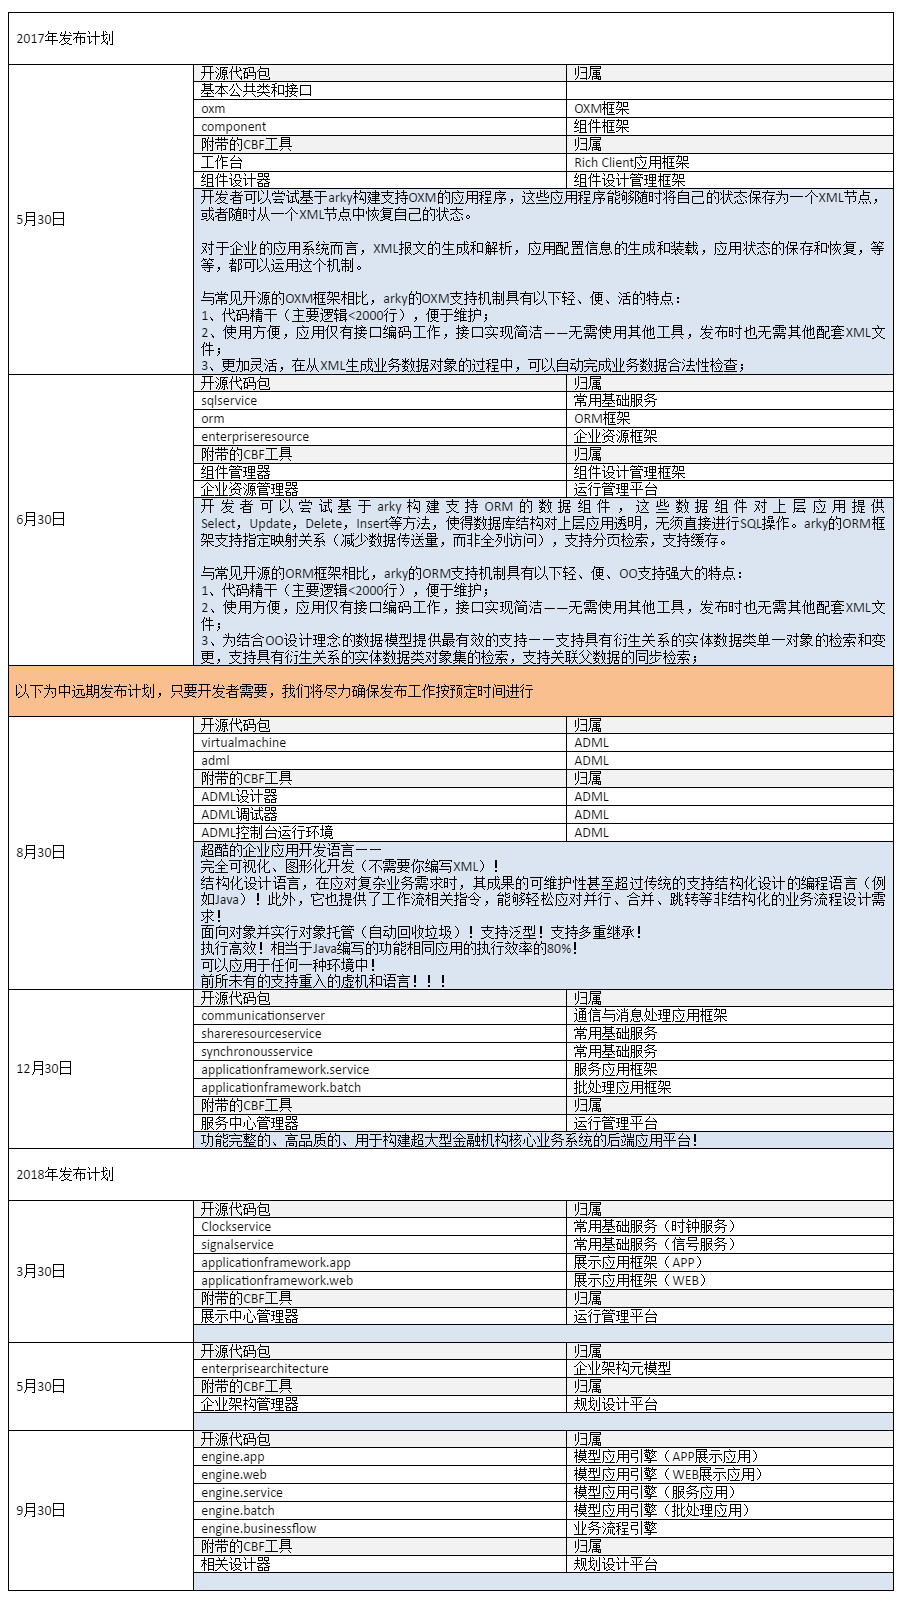 2017年发布计划
5月30日
开源代码包 归属
基本公共类和接口
oxm OXM框架
component 组件框架
附带的CBF工具 归属
工作台 Rich Client应用框架
组件设计器 组件设计管理框架
开发者可以尝试基于arky构建支持OXM的应用程序，这些应用程序能够随时将自己的状态保存为一个XML节点，
或者随时从一个XML节点中恢复自己的状态。
对于企业的应用系统而言，XML报文的生成和解析，应用配置信息的生成和装载，应用状态的保存和恢复，等
等，都可以运用这个机制。
与常见开源的OXM框架相比，arky的OXM支持机制具有以下轻、便、活的特点：
1、代码精干（主要逻辑<2000行），便于维护；
2、使用方便，应用仅有接口编码工作，接口实现简洁——无需使用其他工具，发布时也无需其他配套XML文
件；
3、更加灵活，在从XML生成业务数据对象的过程中，可以自动完成业务数据合法性检查；
6月30日
开源代码包 归属
sqlservice 常用基础服务
orm ORM框架
enterpriseresource 企业资源框架
附带的CBF工具 归属
组件管理器 组件设计管理框架
企业资源管理器 运行管理平台
开发者可以尝试基于arky构建支持ORM的数据组件，这些数据组件对上层应用提供
Select，Update，Delete，Insert等方法，使得数据库结构对上层应用透明，无须直接进行SQL操作。arky的ORM框
架支持指定映射关系（减少数据传送量，而非全列访问），支持分页检索，支持缓存。
与常见开源的ORM框架相比，arky的ORM支持机制具有以下轻、便、OO支持强大的特点：
1、代码精干（主要逻辑<2000行），便于维护；
2、使用方便，应用仅有接口编码工作，接口实现简洁——无需使用其他工具，发布时也无需其他配套XML文
件；
3、为结合OO设计理念的数据模型提供最有效的支持——支持具有衍生关系的实体数据类单一对象的检索和变
更，支持具有衍生关系的实体数据类对象集的检索，支持关联父数据的同步检索；
以下为中远期发布计划，只要开发者需要，我们将尽力确保发布工作按预定时间进行
8月30日
开源代码包 归属
virtualmachine ADML
adml ADML
附带的CBF工具 归属
ADML设计器 ADML
ADML调试器 ADML
ADML控制台运行环境 ADML
超酷的企业应用开发语言——
完全可视化、图形化开发（不需要你编写XML）！
结构化设计语言，在应对复杂业务需求时，其成果的可维护性甚至超过传统的支持结构化设计的编程语言（例
如Java）！此外，它也提供了工作流相关指令，能够轻松应对并行、合并、跳转等非结构化的业务流程设计需
求！
面向对象并实行对象托管（自动回收垃圾）！支持泛型！支持多重继承！
执行高效！相当于Java编写的功能相同应用的执行效率的80%！
可以应用于任何一种环境中！
前所未有的支持重入的虚机和语言！！！
12月30日
开源代码包 归属
communicationserver 通信与消息处理应用框架
shareresourceservice 常用基础服务
synchronousservice 常用基础服务
applicationframework.service 服务应用框架
applicationframework.batch 批处理应用框架
附带的CBF工具 归属
服务中心管理器 运行管理平台
功能完整的、高品质的、用于构建超大型金融机构核心业务系统的后端应用平台！
2018年发布计划
3月30日
开源代码包 归属
Clockservice 常用基础服务（时钟服务）
signalservice 常用基础服务（信号服务）
applicationframework.app 展示应用框架（APP）
applicationframework.web 展示应用框架（WEB）
附带的CBF工具 归属
展示中心管理器 运行管理平台
5月30日
开源代码包 归属
enterprisearchitecture 企业架构元模型
附带的CBF工具 归属
企业架构管理器 规划设计平台
9月30日
开源代码包 归属
engine.app 模型应用引擎（APP展示应用）
engine.web 模型应用引擎（WEB展示应用）
engine.service 模型应用引擎（服务应用）
engine.batch 模型应用引擎（批处理应用）
engine.businessflow 业务流程引擎
附带的CBF工具 归属
相关设计器 规划设计平台